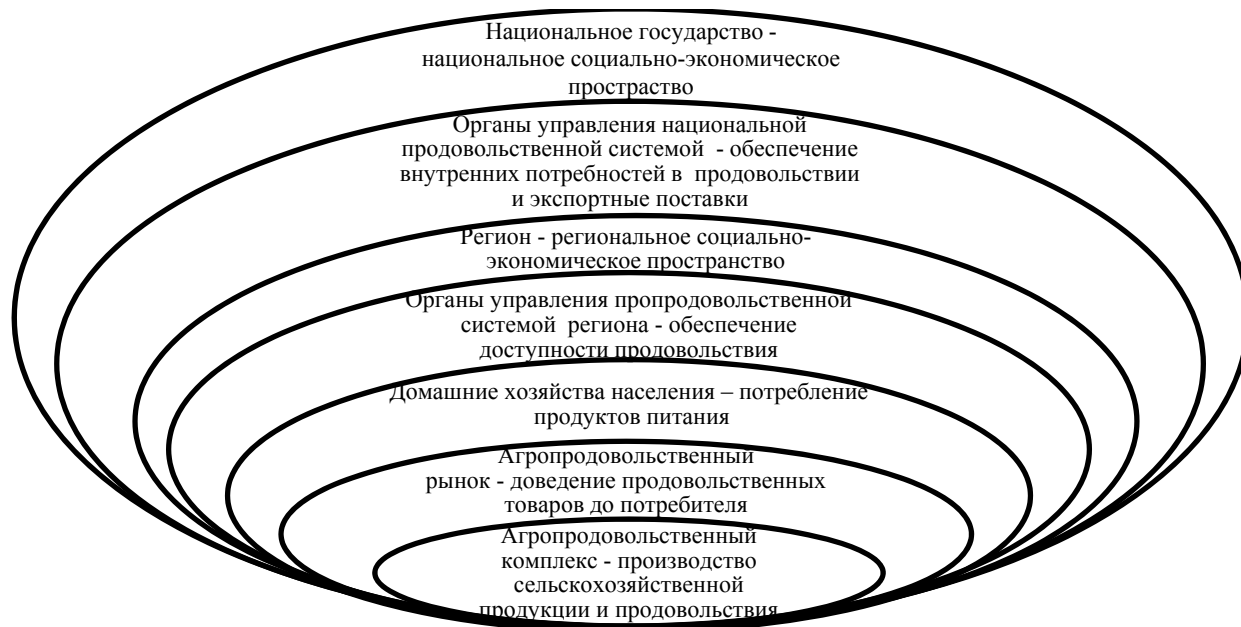 Национальное государство -
национальное социально-экономическое
простраство
Органы управления национальной
продовольственной системой - обеспечение
внутренних потребностей в продовольствии
и экспортные поставки
Регион - региональное социально-
экономическое пространство
Органы управления пропродовольственной
системой региона - обеспечение
доступности продовольствия
Домашние хозяйства населения – потребление
продуктов питания
Агропродовольственный
рынок - доведение продовольственных
товаров до потребителя
Агропродовольственный
комплекс - производство
сельскохозяйственной
продукции и продовольствия